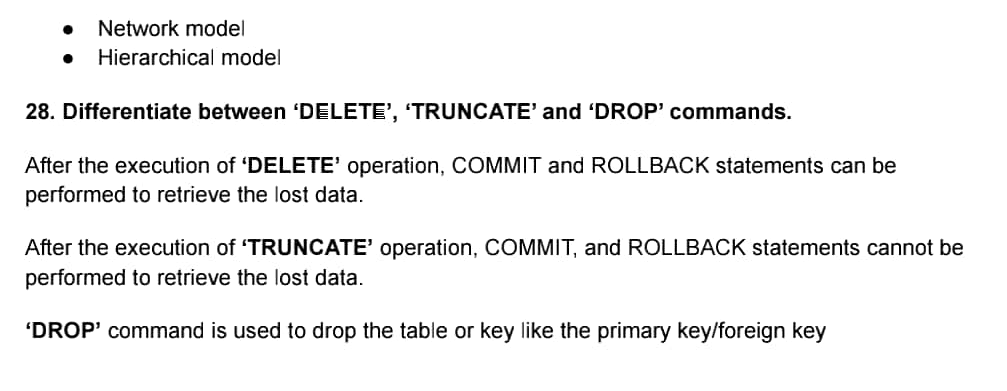 ● Network model
● Hierarchical model
28. Differentiate between ‘DELETE’, ‘TRUNCATE’ and ‘DROP’ commands.
After the execution of ‘DELETE’ operation, COMMIT and ROLLBACK statements can be
performed to retrieve the lost data.
After the execution of ‘TRUNCATE’ operation, COMMIT, and ROLLBACK statements cannot be
performed to retrieve the lost data.
‘DROP’ command is used to drop the table or key like the primary key/foreign key